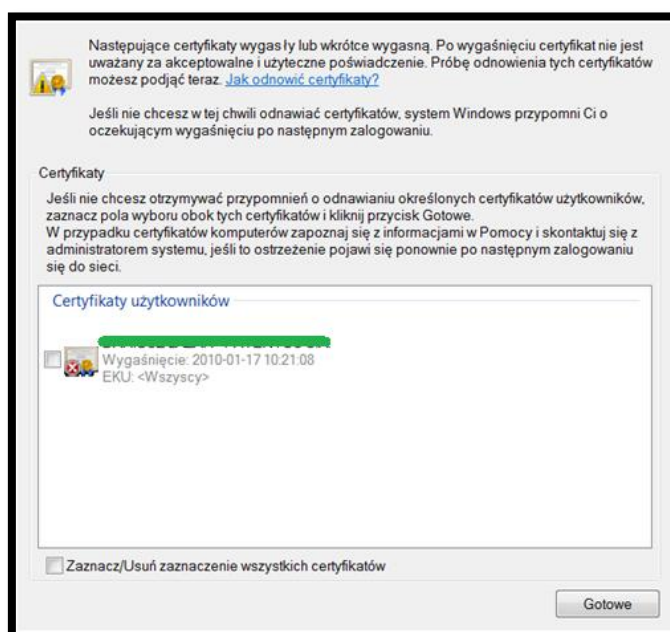 Następujące certyfikaty wygasły lub wkrótce wygasną. Po wygaśnięciu certyfikat nie jest
uważany za akceptowalne i użyteczne poświadczenie. Próbę odnowienia tych certyfikatów
możesz podjąć teraz. Jak odnowić certyfikaty?
Jeśli nie chcesz w tej chwili odnawiać certyfikatów, system Windows przypomni Ci o
oczekującym wygaśnięciu po następnym zalogowaniu.
Certyfikaty
Jeśli nie chcesz otrzymywać przypomnień o odnawianiu określonych certyfikatów użytkowników,
zaznacz pola wyboru obok tych certyfikatów i kliknij przycisk Gotowe.
W przypadku certyfikatów komputerów zapoznaj się z informacjami w Pomocy i skontaktuj się z
administratorem systemu, jeśli to ostrzeżenie pojawi się ponownie po następnym zalogowaniu
się do sieci.
Certyfikaty użytkowników
Wygaśnięcie: 2010-01-17 10:21:08
EKU: <Wszyscy>
Zaznacz/Usuń zaznaczenie wszystkich certyfikatów
Gotowe